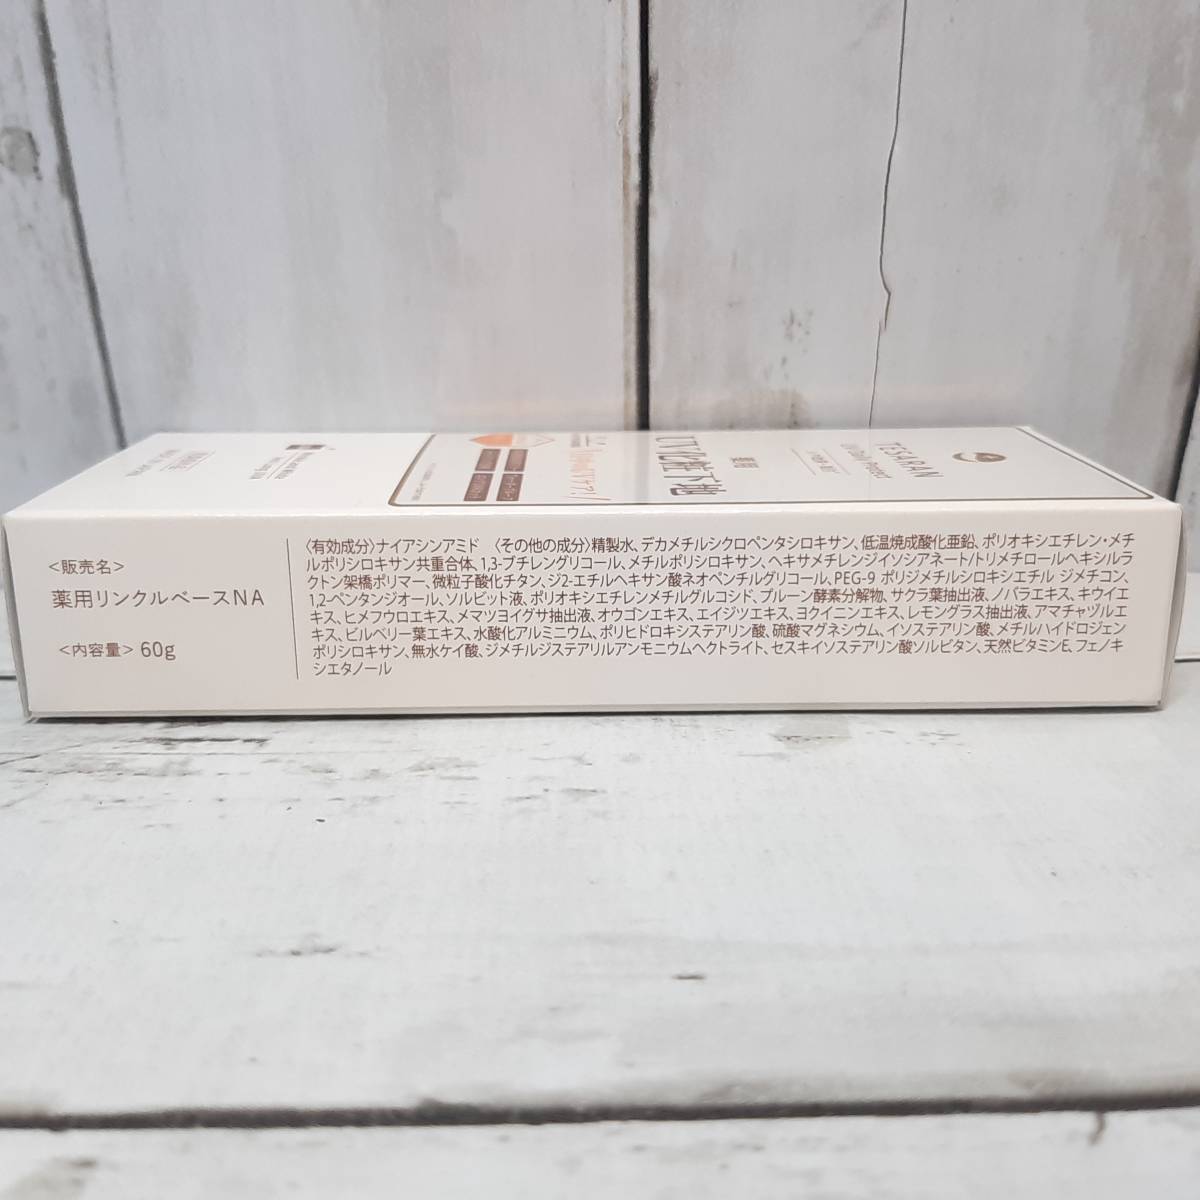 TESARAN
UV Daily Protect
薬用
UV化粧下地
<販売名>
薬用リンクルベースNA
<内容量> 60g
〈有効成分〉ナイアシンアミド 〈その他の成分〉精製水、デカメチルシクロペンタシロキサン、低温焼成酸化亜鉛、ポリオキシエチレン・メチ
ルポリシロキサン共重合体、1,3-ブチレングリコール、メチルポリシロキサン、ヘキサメチレンジイソシアネート/トリメチロールヘキシルラ
クトン架橋ポリマー、微粒子酸化チタン、ジ2-エチルヘキサン酸ネオペンチルグリコール、PEG-9 ポリジメチルシロキシエチル ジメチコン、
1,2-ペンタンジオール、ソルビット液、ポリオキシエチレンメチルグルコシド、プルーン酵素分解物、サクラ葉抽出液、ノバラエキス、キウイエ
キス、ヒメフウロエキス、メマツヨイグサ抽出液、オウゴンエキス、エイジツエキス、ヨクイニンエキス、レモングラス抽出液、アマチャヅルエ
キス、ビルベリー葉エキス、水酸化アルミニウム、ポリヒドロキシステアリン酸、硫酸マグネシウム、イソステアリン酸、メチルハイドロジェン
ポリシロキサン、無水ケイ酸、ジメチルジステアリルアンモニウムヘクトライト、セスキイソステアリン酸ソルビタン、天然ビタミンE、フェノキ
シエタノール